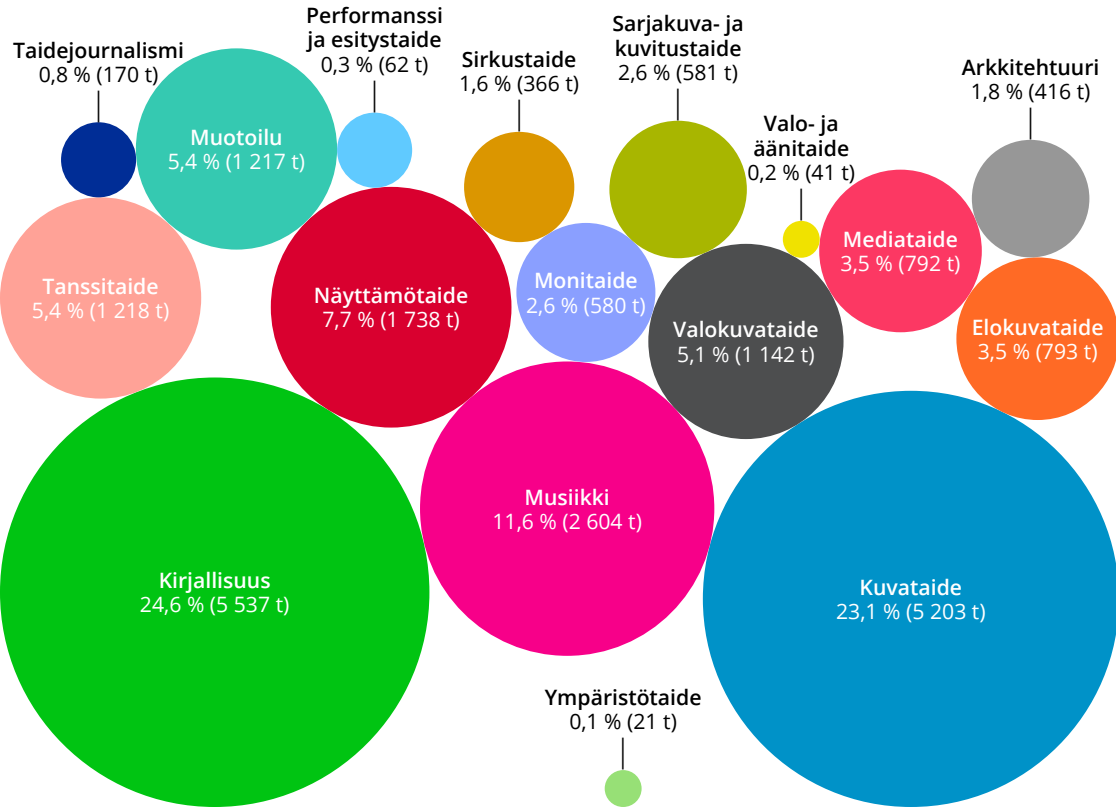 Taidejournalismi
0,8 % (170 t)
Muotoilu
5,4 % (1 217 t)
Performanssi
ja esitystaide
0,3 % (62 t)
Sirkustaide
1,6 % (366 t)
Sarjakuva- ja
kuvitustaide
2,6 % (581 t)
Valo- ja
äänitaide
0,2 % (41 t)
Arkkitehtuuri
1,8 % (416 t)
Tanssitaide
5,4 % (1 218 t)
Näyttämötaide
7,7 % (1 738 t)
Monitaide
2,6 % (580 t)
Valokuvataide
5,1 % (1 142 t)
Mediataide
3,5 % (792 t)
Elokuvataide
3,5 % (793 t)
Kirjallisuus
24,6 % (5 537 t)
Musiikki
11,6 % (2 604 t)
Kuvataide
23,1 % (5 203 t)
Ympäristötaide
0,1 % (21 t)